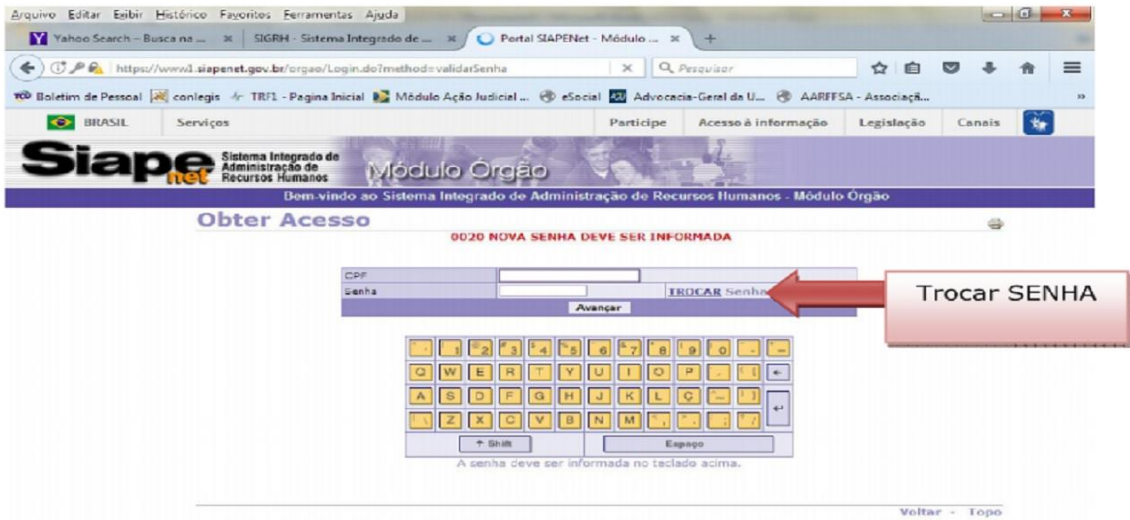 Arquivo Editar Exibir Histórico Favoritos Ferramentas Ajuda
Yahoo Search – Busca na ... SIGRH - Sistema Integrado de ... Portal SIAPENet - Módulo ...
https://www1.siapenet.gov.br/orgao/Login.do?method=validarSenha Pesquisar
Boletim de Pessoal conlegis TRF1 - Pagina Inicial Módulo Ação Judicial ... eSocial Advocacia-Geral da U... AARFFSA - Associaçã...
BRASIL Serviços Participe Acesso à informação Legislação Canais
Siape net Sistema Integrado de
Administração de
Recursos Humanos
Módulo Órgão
Bem-vindo ao Sistema Integrado de Administração de Recursos Humanos - Módulo Órgão
Obter Acesso
0020 NOVA SENHA DEVE SER INFORMADA
CPF
Senha TROCAR Senha
Avançar
Trocar SENHA
1 2 3 4 5 6 7 8 9 0
Q W E R T Y U I O P
A S D F G H J K L Ç
Z X C V B N M
↑ Shift Espaço
A senha deve ser informada no teclado acima.
Voltar - Topo